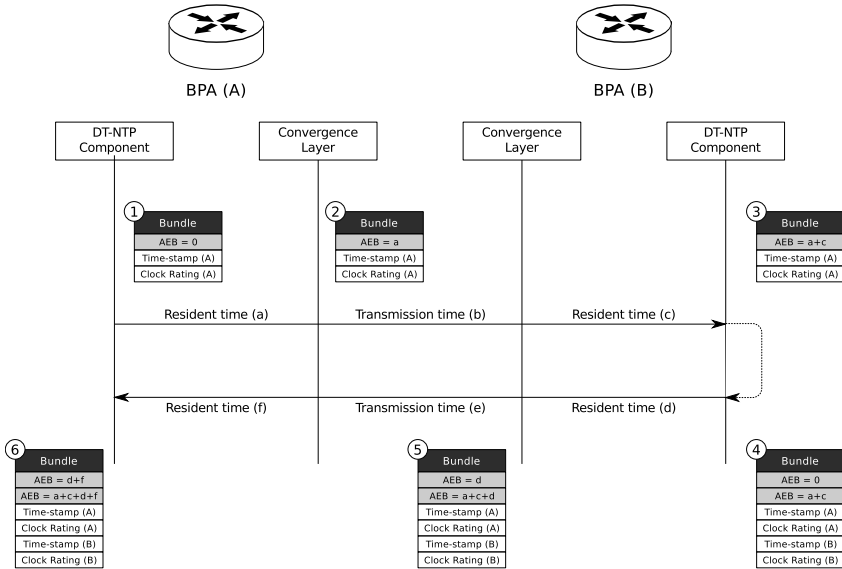 BPA (A)
BPA (B)
DT-NTP
Component
Convergence
Layer
Convergence
Layer
DT-NTP
Component
1
Bundle
AEB = 0
Time-stamp (A)
Clock Rating (A)
2
Bundle
AEB = a
Time-stamp (A)
Clock Rating (A)
3
Bundle
AEB = a+c
Time-stamp (A)
Clock Rating (A)
Resident time (a)
Transmission time (b)
Resident time (c)
Resident time (f)
Transmission time (e)
Resident time (d)
6
Bundle
AEB = d+f
AEB = a+c+d+f
Time-stamp (A)
Clock Rating (A)
Time-stamp (B)
Clock Rating (B)
5
Bundle
AEB = d
AEB = a+c+d
Time-stamp (A)
Clock Rating (A)
Time-stamp (B)
Clock Rating (B)
4
Bundle
AEB = 0
AEB = a+c
Time-stamp (A)
Clock Rating (A)
Time-stamp (B)
Clock Rating (B)